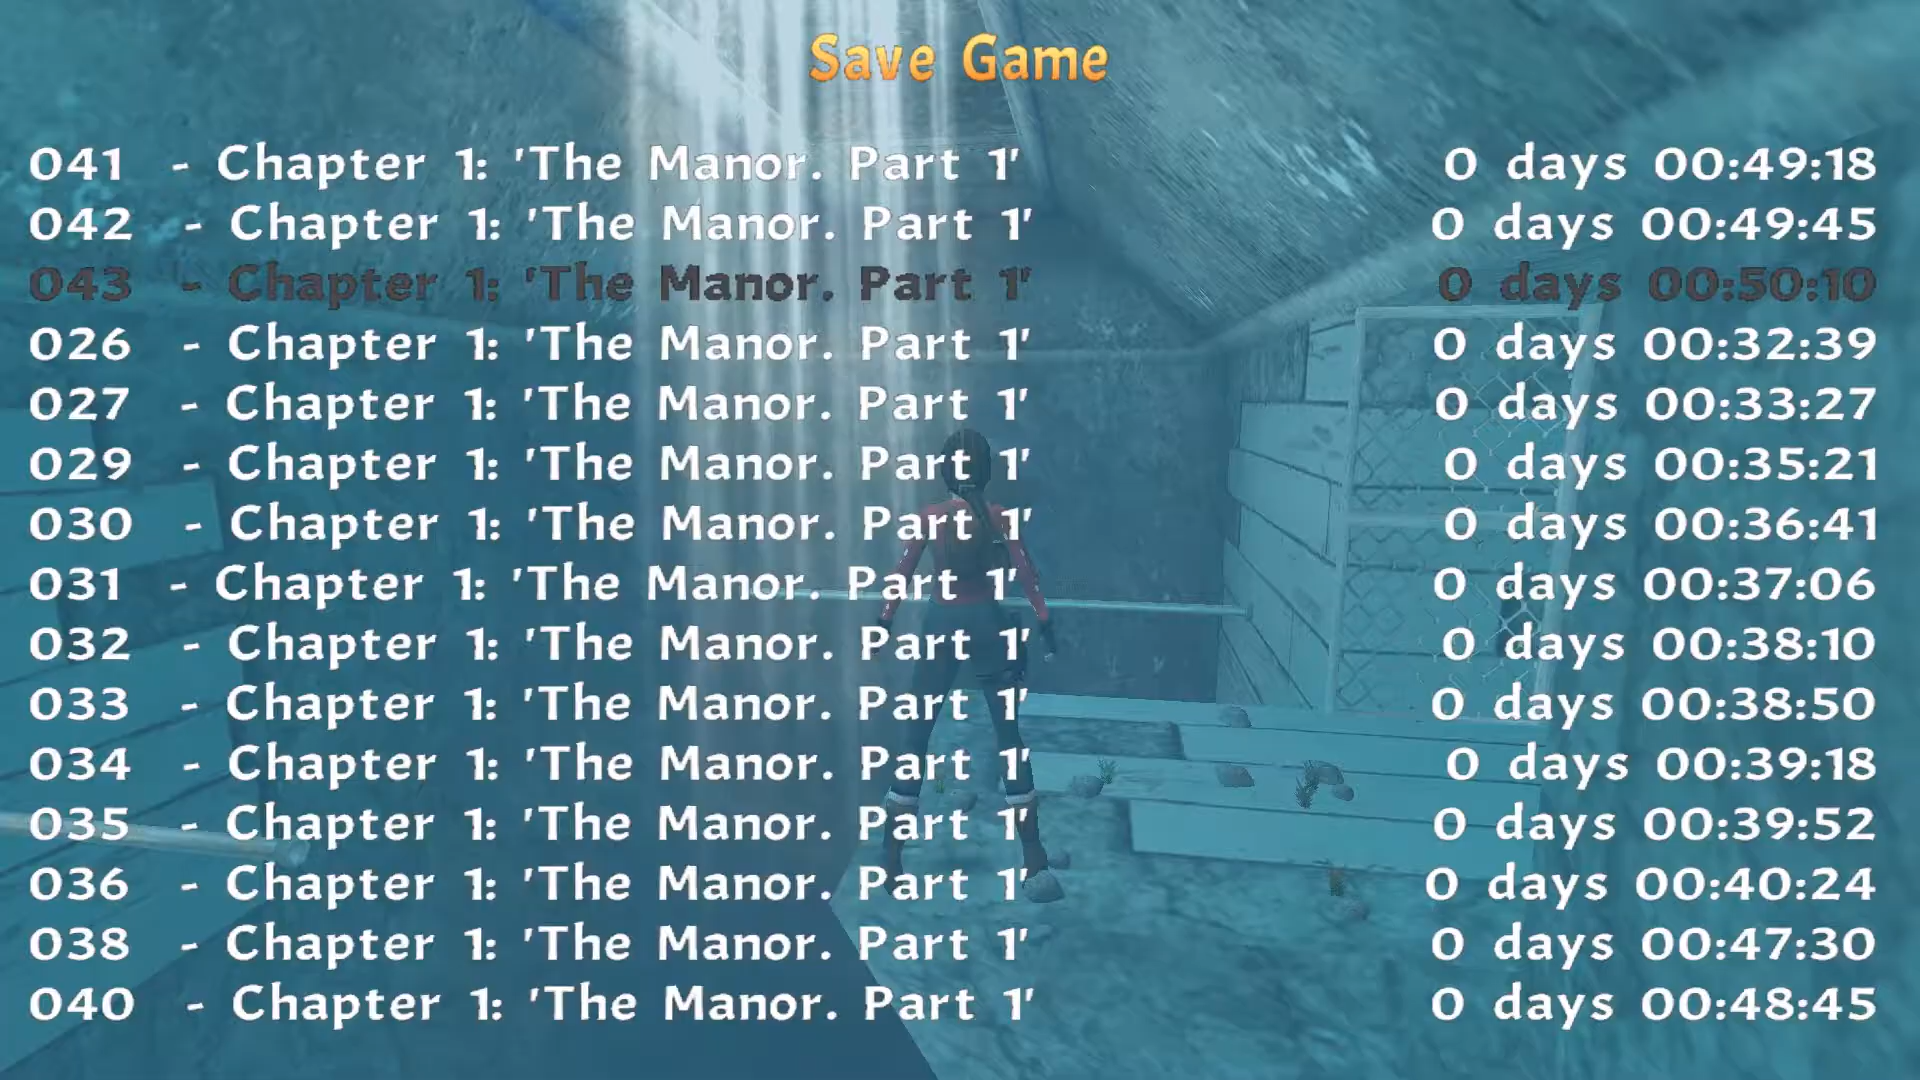 Save Game
041 - Chapter 1: 'The Manor. Part 1' 0 days 00:49:18
042 - Chapter 1: 'The Manor. Part 1' 0 days 00:49:45
043 - Chapter 1: 'The Manor. Part 1' 0 days 00:50:10
026 - Chapter 1: 'The Manor. Part 1' 0 days 00:32:39
027 - Chapter 1: 'The Manor. Part 1' 0 days 00:33:27
029 - Chapter 1: 'The Manor. Part 1' 0 days 00:35:21
030 - Chapter 1: 'The Manor. Part 1' 0 days 00:36:41
031 - Chapter 1: 'The Manor. Part 1' 0 days 00:37:06
032 - Chapter 1: 'The Manor. Part 1' 0 days 00:38:10
033 - Chapter 1: 'The Manor. Part 1' 0 days 00:38:50
034 - Chapter 1: 'The Manor. Part 1' 0 days 00:39:18
035 - Chapter 1: 'The Manor. Part 1' 0 days 00:39:52
036 - Chapter 1: 'The Manor. Part 1' 0 days 00:40:24
038 - Chapter 1: 'The Manor. Part 1' 0 days 00:47:30
040 - Chapter 1: 'The Manor. Part 1' 0 days 00:48:45